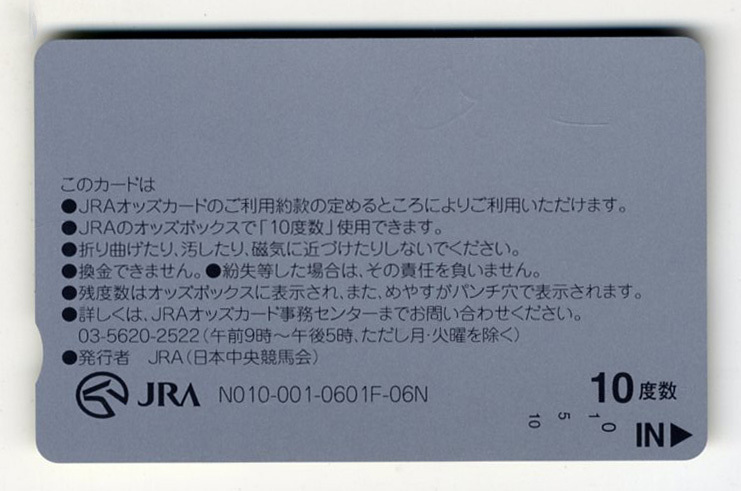 このカードは
●JRAオッズカードのご利用約款の定めるところによりご利用いただけます。
●JRAのオッズボックスで「10度数」使用できます。
●折り曲げたり、汚したり、磁気に近づけたりしないでください。
●換金できません。●紛失等した場合は、その責任を負いません。
●残度数はオッズボックスに表示され、また、めやすがパンチ穴で表示されます。
●詳しくは、JRAオッズカード事務センターまでお問い合わせください。
03-5620-2522（午前9時～午後5時、ただし月・火曜を除く）
●発行者 JRA（日本中央競馬会）
JRA N010-001-0601F-06N
10度数
10 5 1 0
IN▶